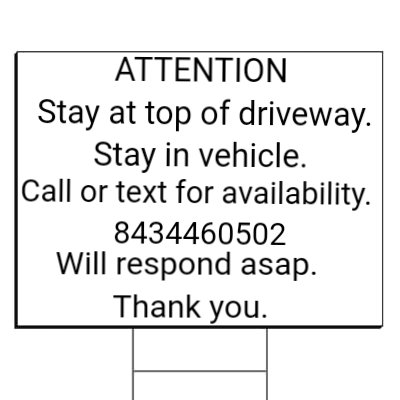 ATTENTION
Stay at top of driveway.
Stay in vehicle.
Call or text for availability.
8434460502
Will respond asap.
Thank you.